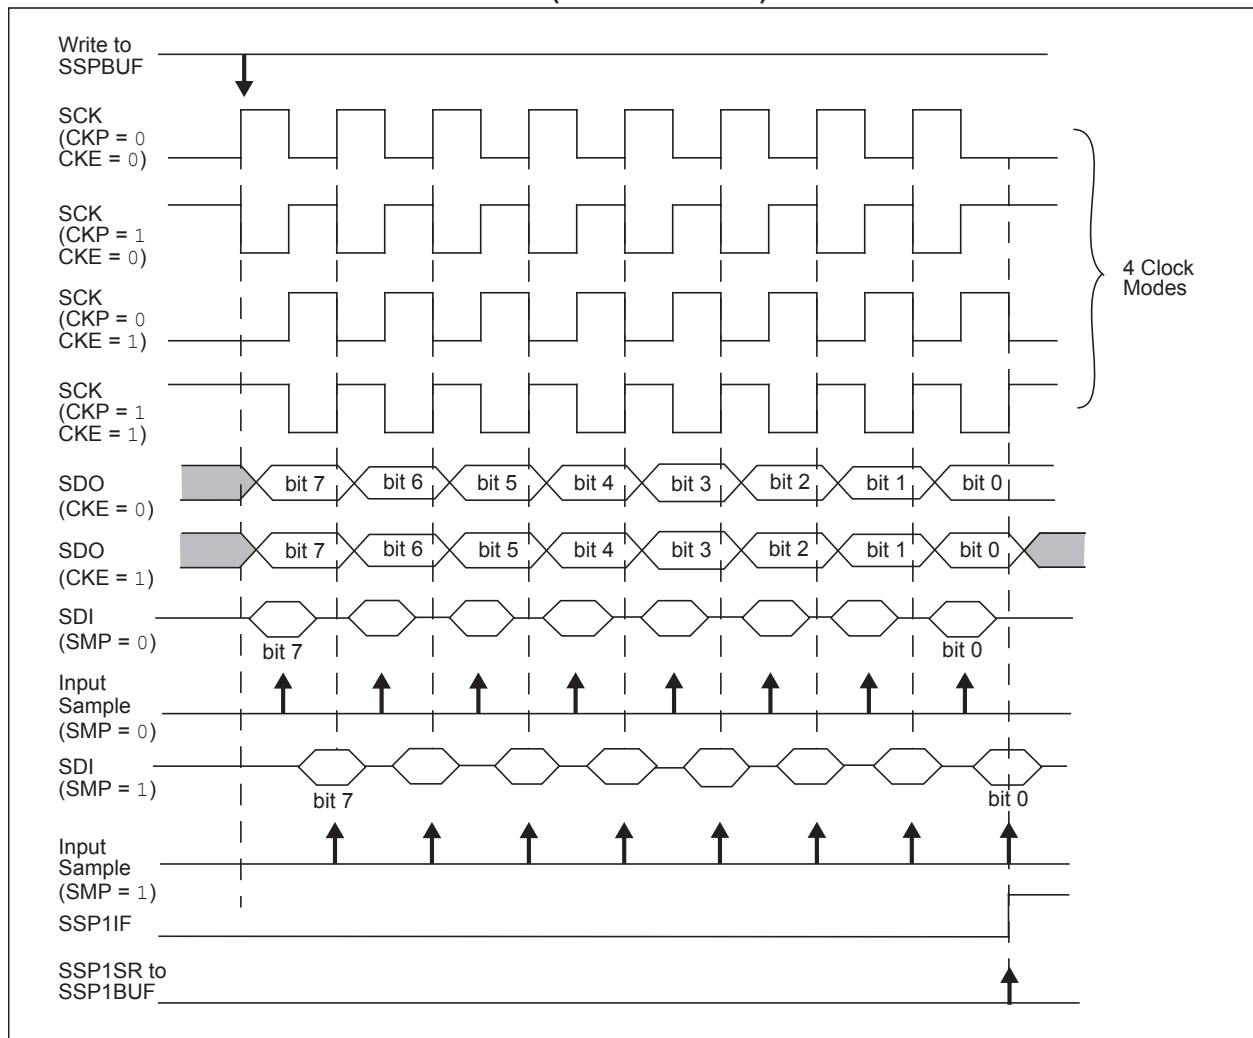 Write to
SSPBUF
SCK
(CKP = 0
CKE = 0)
SCK
(CKP = 1
CKE = 0)
SCK
(CKP = 0
CKE = 1)
SCK
(CKP = 1
CKE = 1)
4 Clock
Modes
SDO
(CKE = 0)
bit 7 bit 6 bit 5 bit 4 bit 3 bit 2 bit 1 bit 0
SDO
(CKE = 1)
bit 7 bit 6 bit 5 bit 4 bit 3 bit 2 bit 1 bit 0
SDI
(SMP = 0)
bit 7 bit 0
Input
Sample
(SMP = 0)
SDI
(SMP = 1)
bit 7 bit 0
Input
Sample
(SMP = 1)
SSP1IF
SSP1SR to
SSP1BUF